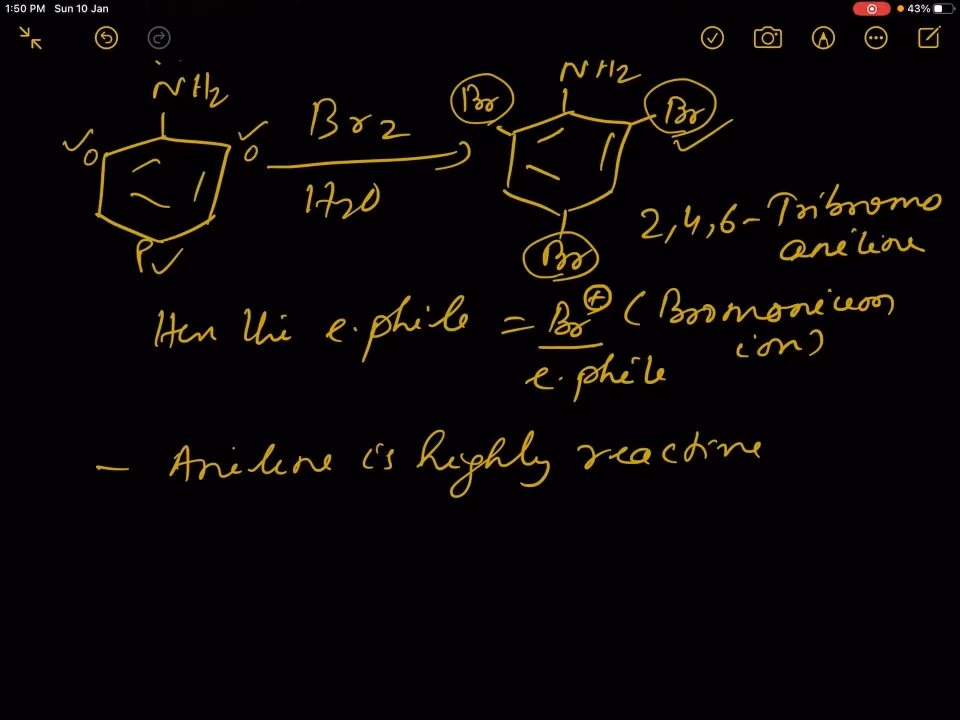 1:50 PM Sun 10 Jan
43%
NH2
NH2
Br
Br
Br2
O
O
H2O
P
Br
2,4,6-Tribromo
aniline
Hen the e.phile = Br+ (Bromonium
ion)
e.phile
- Aniline is highly reactive